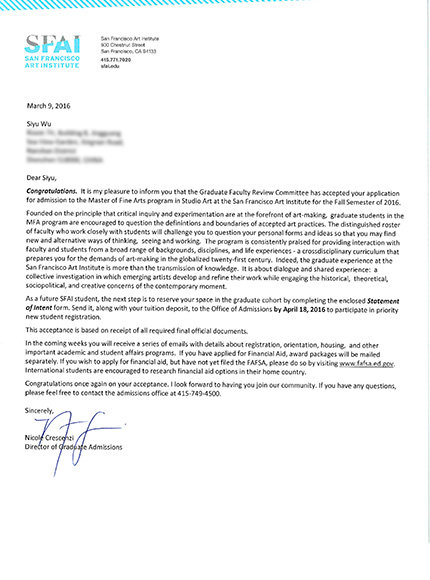 SFAI
SAN FRANCISCO
ART INSTITUTE
San Francisco Art Institute
800 Chestnut Street
San Francisco, CA 94133
415.771.7020
sfai.edu
March 9, 2016
Siyu Wu
Dear Siyu,
Congratulations. It is my pleasure to inform you that the Graduate Faculty Review Committee has accepted your application
for admission to the Master of Fine Arts program in Studio Art at the San Francisco Art Institute for the Fall Semester of 2016.
Founded on the principle that critical inquiry and experimentation are at the forefront of art-making, graduate students in the
MFA program are encouraged to question the definintions and boundaries of accepted art practices. The distinguished roster
of faculty who work closely with students will challenge you to question your personal forms and ideas so that you may find
new and alternative ways of thinking, seeing and working. The program is consistently praised for providing interaction with
faculty and students from a broad range of backgrounds, disciplines, and life experiences - a crossdisciplinary curriculum that
prepares you for the demands of art-making in the globalized twenty-first century. Indeed, the graduate experience at the
San Francisco Art Institute is more than the transmission of knowledge. It is about dialogue and shared experience: a
collective investigation in which emerging artists develop and refine their work while engaging the historical, theoretical,
sociopolitical, and creative concerns of the contemporary moment.
As a future SFAI student, the next step is to reserve your space in the graduate cohort by completing the enclosed Statement
of Intent form. Send it, along with your tuition deposit, to the Office of Admissions by April 18, 2016 to participate in priority
new student registration.
This acceptance is based on receipt of all required final official documents.
In the coming weeks you will receive a series of emails with details about registration, orientation, housing, and other
important academic and student affairs programs. If you have applied for Financial Aid, award packages will be mailed
separately. If you wish to apply for financial aid, but have not yet filed the FAFSA, please do so by visiting www.fafsa.ed.gov.
International students are encouraged to research financial aid options in their home country.
Congratulations once again on your acceptance. I look forward to having you join our community. If you have any questions,
please feel free to contact the admissions office at 415-749-4500.
Sincerely,
Nicole Crescenzi
Director of Graduate Admissions